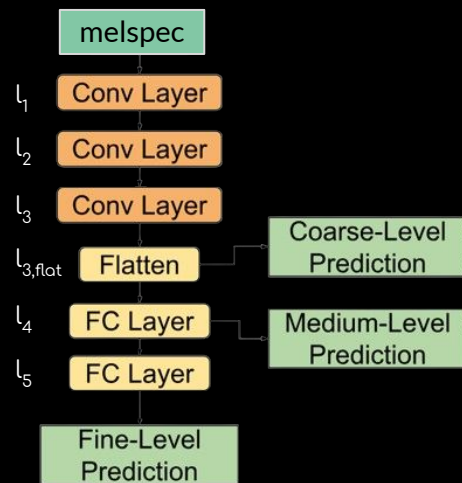 melspec
l1 Conv Layer
l2 Conv Layer
l3 Conv Layer
l3,flat Flatten
Coarse-Level
Prediction
l4 FC Layer
Medium-Level
Prediction
l5 FC Layer
Fine-Level
Prediction